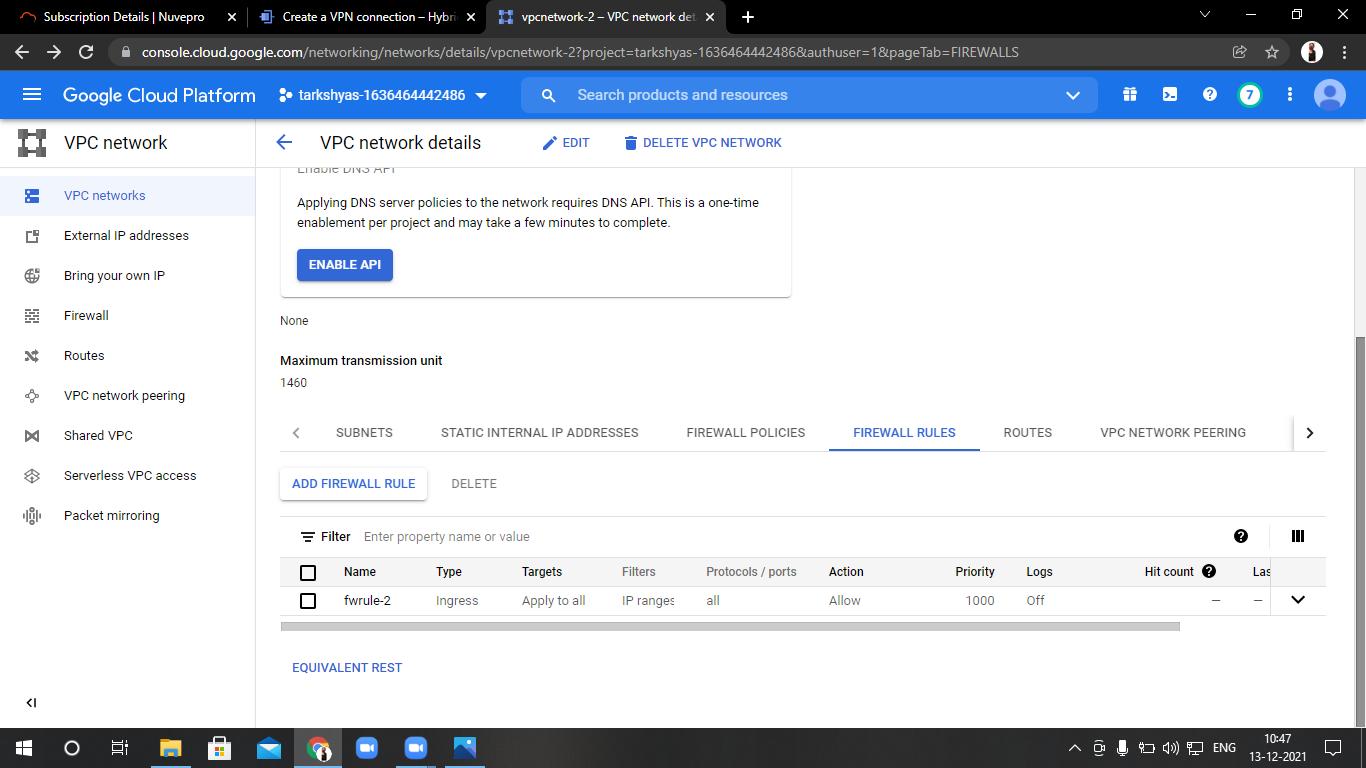 Subscription Details | Nuvepro
Create a VPN connection – Hybri
vpcnetwork-2 – VPC network det
console.cloud.google.com/networking/networks/details/vpcnetwork-2?project=tarkshyas-1636464442486&authuser=1&pageTab=FIREWALLS
Google Cloud Platform
tarkshyas-1636464442486
Search products and resources
7
VPC network
VPC network details
EDIT
DELETE VPC NETWORK
VPC networks
External IP addresses
Bring your own IP
Firewall
Routes
VPC network peering
Shared VPC
Serverless VPC access
Packet mirroring
Enable DNS API
Applying DNS server policies to the network requires DNS API. This is a one-time
enablement per project and may take a few minutes to complete.
ENABLE API
None
Maximum transmission unit
1460
SUBNETS STATIC INTERNAL IP ADDRESSES FIREWALL POLICIES FIREWALL RULES ROUTES VPC NETWORK PEERING
ADD FIREWALL RULE DELETE
Filter Enter property name or value
Name Type Targets Filters Protocols / ports Action Priority Logs Hit count Las
fwrule-2 Ingress Apply to all IP ranges all Allow 1000 Off — —
EQUIVALENT REST
ENG
10:47
13-12-2021